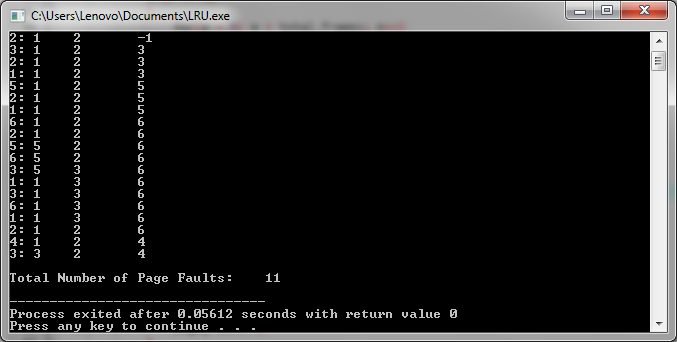 C:\Users\Lenovo\Documents\LRU.exe
2: 1 2 -1
3: 1 2 3
2: 1 2 3
1: 1 2 3
5: 1 2 5
2: 1 2 5
1: 1 2 5
6: 1 2 6
2: 1 2 6
5: 5 2 6
6: 5 2 6
3: 5 3 6
1: 1 3 6
3: 1 3 6
6: 1 3 6
1: 1 3 6
2: 1 2 6
4: 1 2 4
3: 3 2 4
Total Number of Page Faults: 11
--------------------------------
Process exited after 0.05612 seconds with return value 0
Press any key to continue . . .